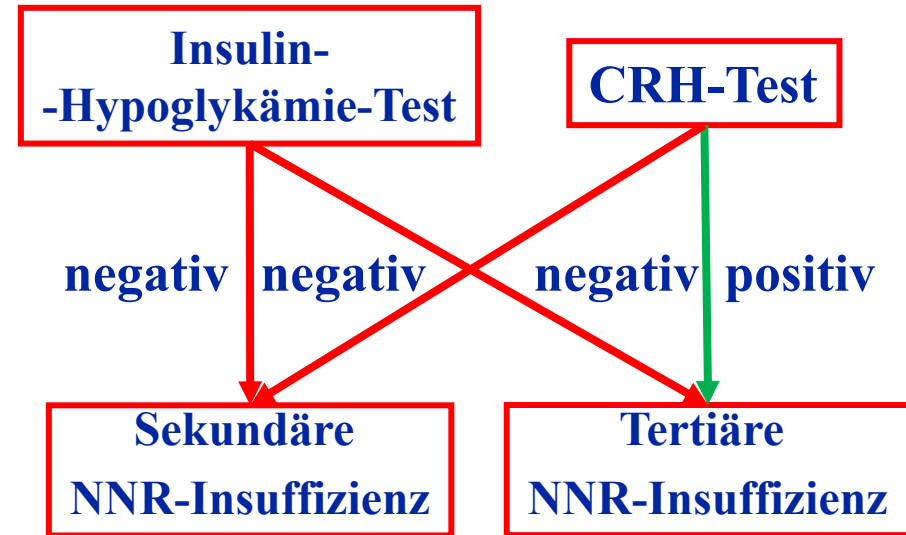 Insulin-
-Hypoglykämie-Test
CRH-Test
negativ negativ negativ positiv
Sekundäre
NNR-Insuffizienz
Tertiäre
NNR-Insuffizienz